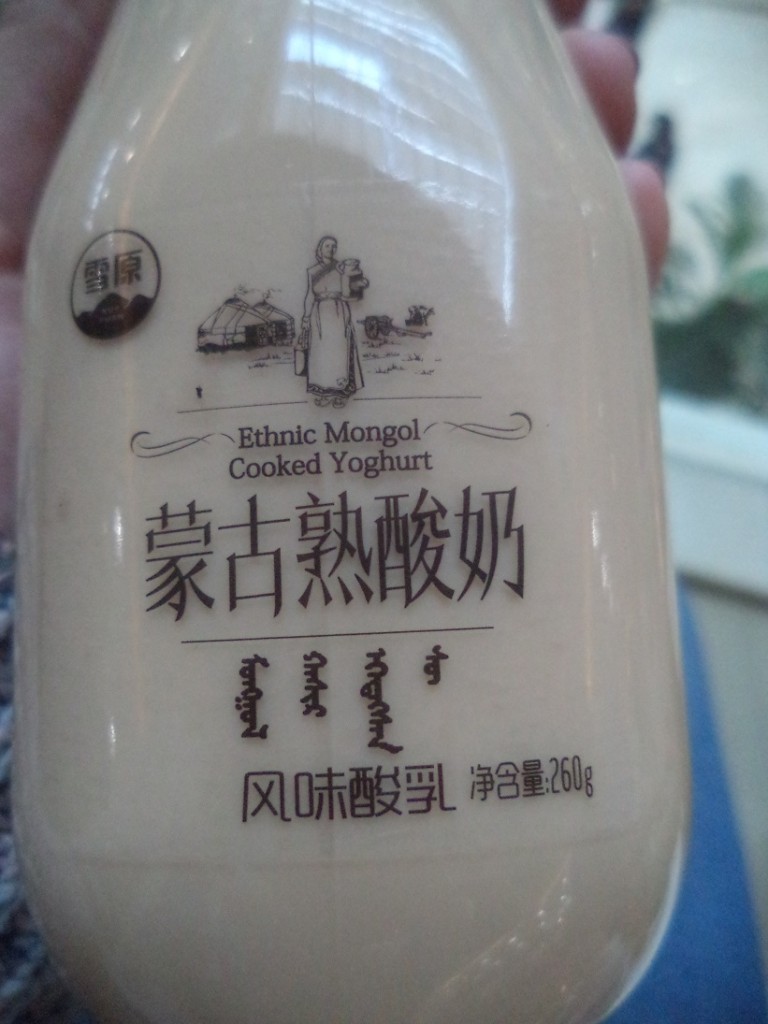 雪原
Ethnic Mongol
Cooked Yoghurt
蒙古熟酸奶
风味酸乳 净含量:260g